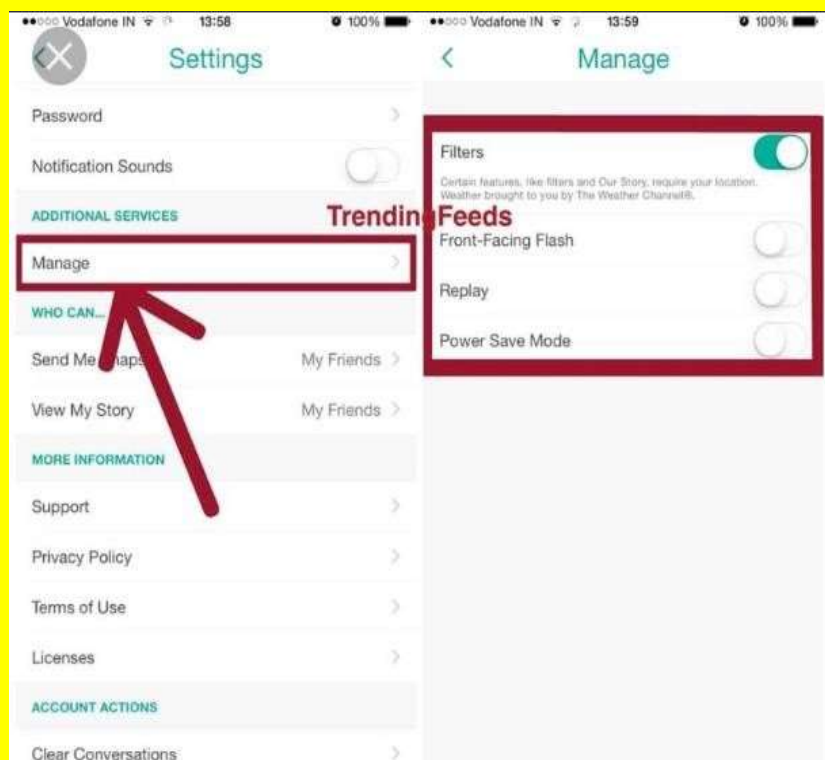 Vodafone IN 13:58 100%
Settings
Password
Notification Sounds
ADDITIONAL SERVICES
Manage
WHO CAN...
Send Me Snaps My Friends
View My Story My Friends
MORE INFORMATION
Support
Privacy Policy
Terms of Use
Licenses
ACCOUNT ACTIONS
Clear Conversations
TrendingFeeds
Vodafone IN 13:59 100%
Manage
Filters
Certain features, like filters and Our Story, require your location.
Weather brought to you by The Weather Channel®.
Front-Facing Flash
Replay
Power Save Mode